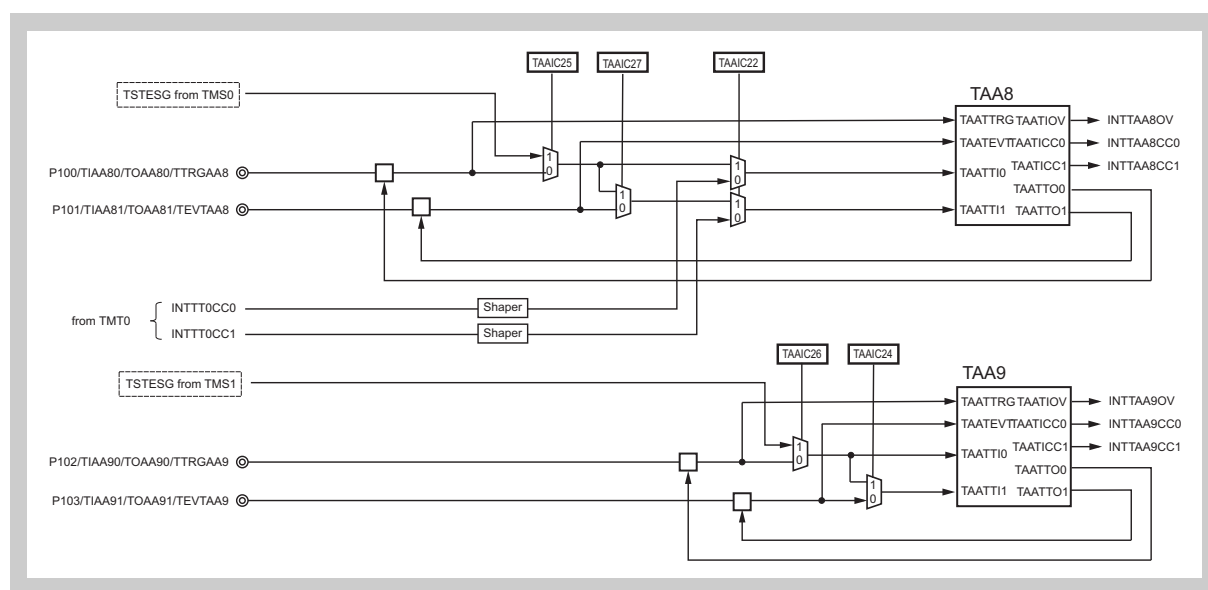 TAAIC25 TAAIC27 TAAIC22
TSTESG from TMS0
TAA8
TAATTRG TAATIOV INTTAA8OV
TAATEVT TAATICC0 INTTAA8CC0
1
0
1
0
TAATICC1 INTTAA8CC1
P100/TIAA80/TOAA80/TTRGAA8
TAATTI0
TAATTO0
1
0
1
0
P101/TIAA81/TOAA81/TEVTAA8
TAATTI1 TAATTO1
from TMT0
INTTT0CC0 Shaper
INTTT0CC1 Shaper
TAAIC26 TAAIC24
TSTESG from TMS1
TAA9
TAATTRG TAATIOV INTTAA9OV
TAATEVT TAATICC0 INTTAA9CC0
1
0
TAATICC1 INTTAA9CC1
P102/TIAA90/TOAA90/TTRGAA9
TAATTI0
TAATTO0
1
0
P103/TIAA91/TOAA91/TEVTAA9
TAATTI1 TAATTO1